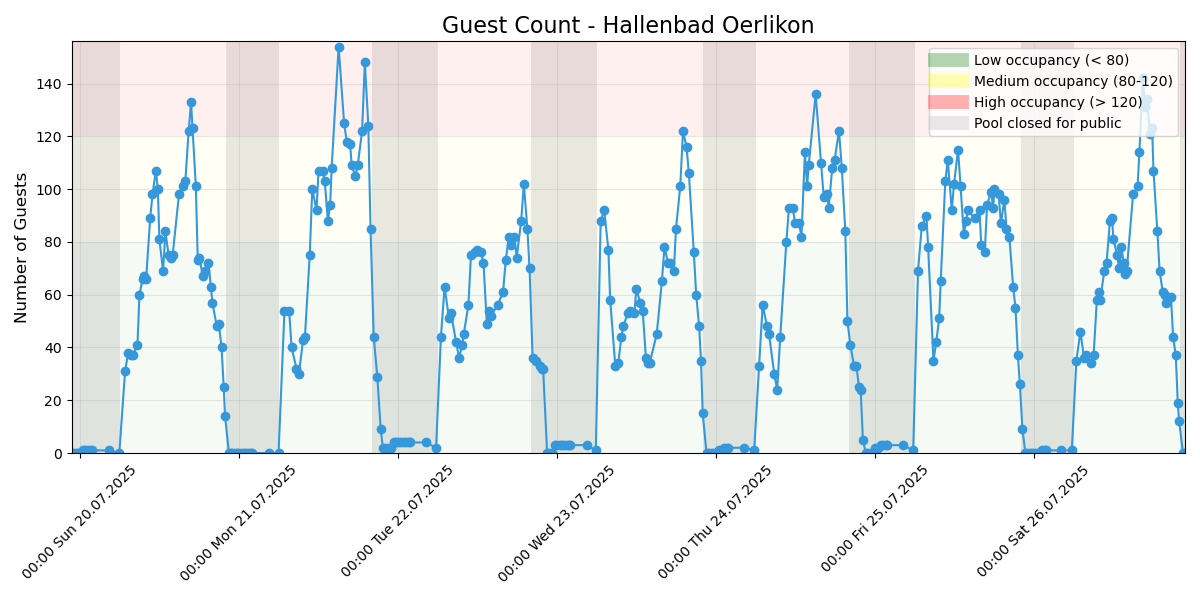 Guest Count - Hallenbad Oerlikon
Number of Guests
140
120
100
80
60
40
20
0
Low occupancy (< 80)
Medium occupancy (80-120)
High occupancy (> 120)
Pool closed for public
00:00 Sun 20.07.2025
00:00 Mon 21.07.2025
00:00 Tue 22.07.2025
00:00 Wed 23.07.2025
00:00 Thu 24.07.2025
00:00 Fri 25.07.2025
00:00 Sat 26.07.2025